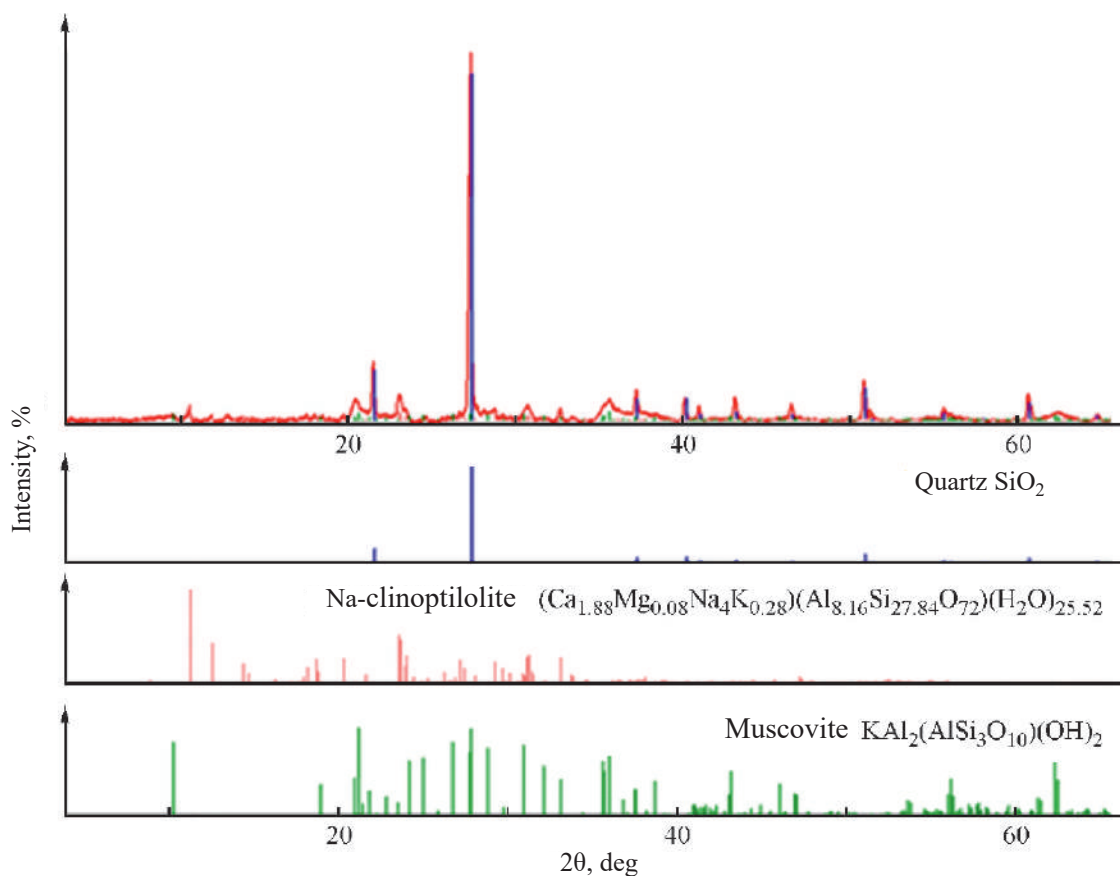 Intensity, %
20
40
60
Quartz SiO₂
Na-clinoptilolite (Ca₁.₈₈Mg₀.₀₈Na₄K₀.₂₈)(Al₈.₁₆Si₂₇.₈₄O₇₂)(H₂O)₂₅.₅₂
Muscovite KAl₂(AlSi₃O₁₀)(OH)₂
20
40
60
2θ, deg